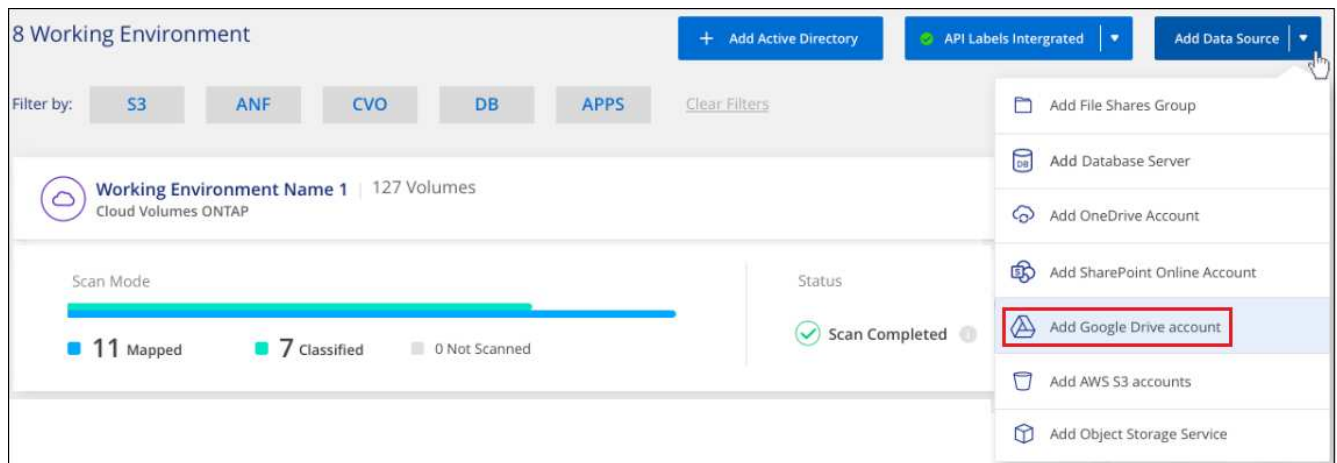 8 Working Environment
+ Add Active Directory
API Labels Intergrated
Add Data Source
Filter by:
S3
ANF
CVO
DB
APPS
Clear Filters
Working Environment Name 1 | 127 Volumes
Cloud Volumes ONTAP
Scan Mode
11 Mapped
7 Classified
0 Not Scanned
Status
Scan Completed
Add File Shares Group
DB
Add Database Server
Add OneDrive Account
S
Add SharePoint Online Account
Add Google Drive account
Add AWS S3 accounts
Add Object Storage Service